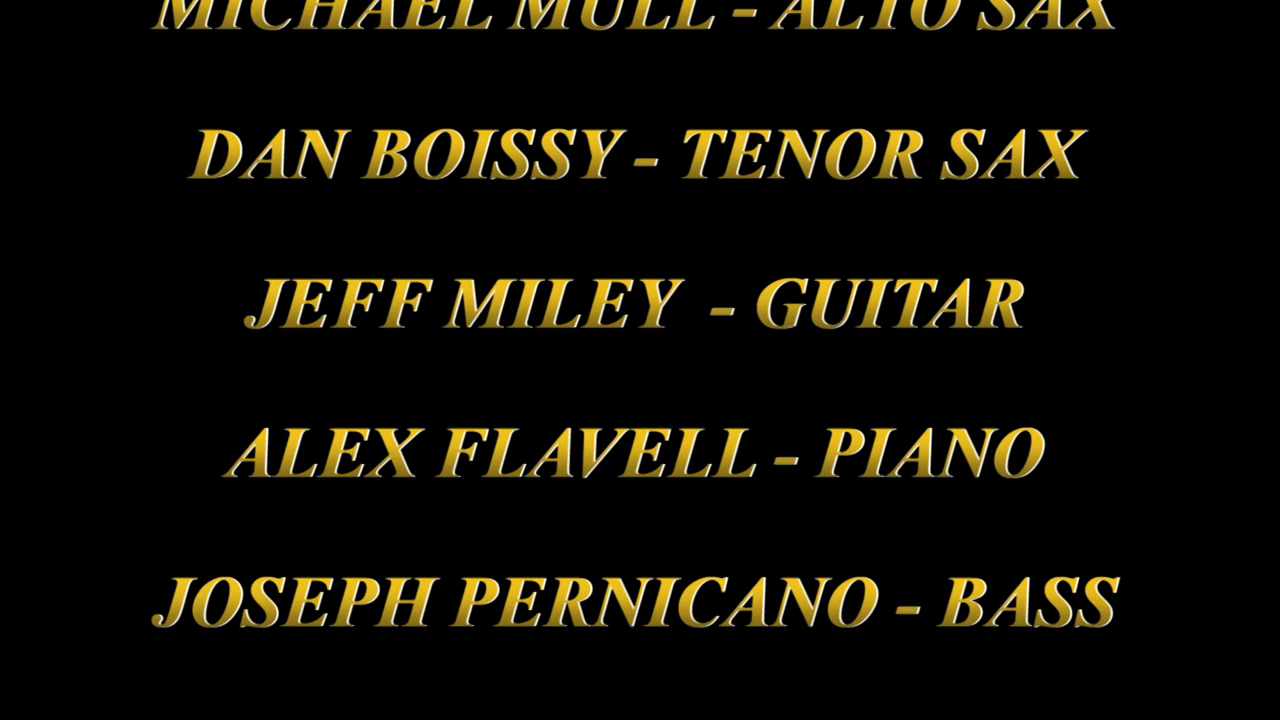 MICHAEL MULL - ALTO SAX
DAN BOISSY - TENOR SAX
JEFF MILEY - GUITAR
ALEX FLAVELL - PIANO
JOSEPH PERNICANO - BASS